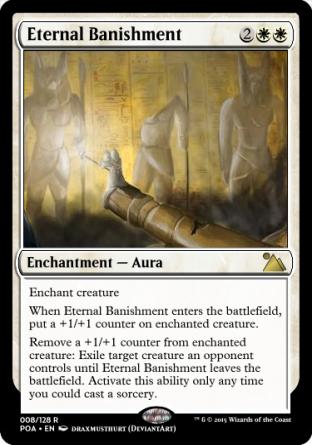 Eternal Banishment 2
Enchantment — Aura
Enchant creature
When Eternal Banishment enters the battlefield,
put a +1/+1 counter on enchanted creature.
Remove a +1/+1 counter from enchanted
creature: Exile target creature an opponent
controls until Eternal Banishment leaves the
battlefield. Activate this ability only any time
you could cast a sorcery.
008/128 R
POA • EN DRAXMUSTHURT (DEVIANTART)
™ & © 2015 Wizards of the Coast